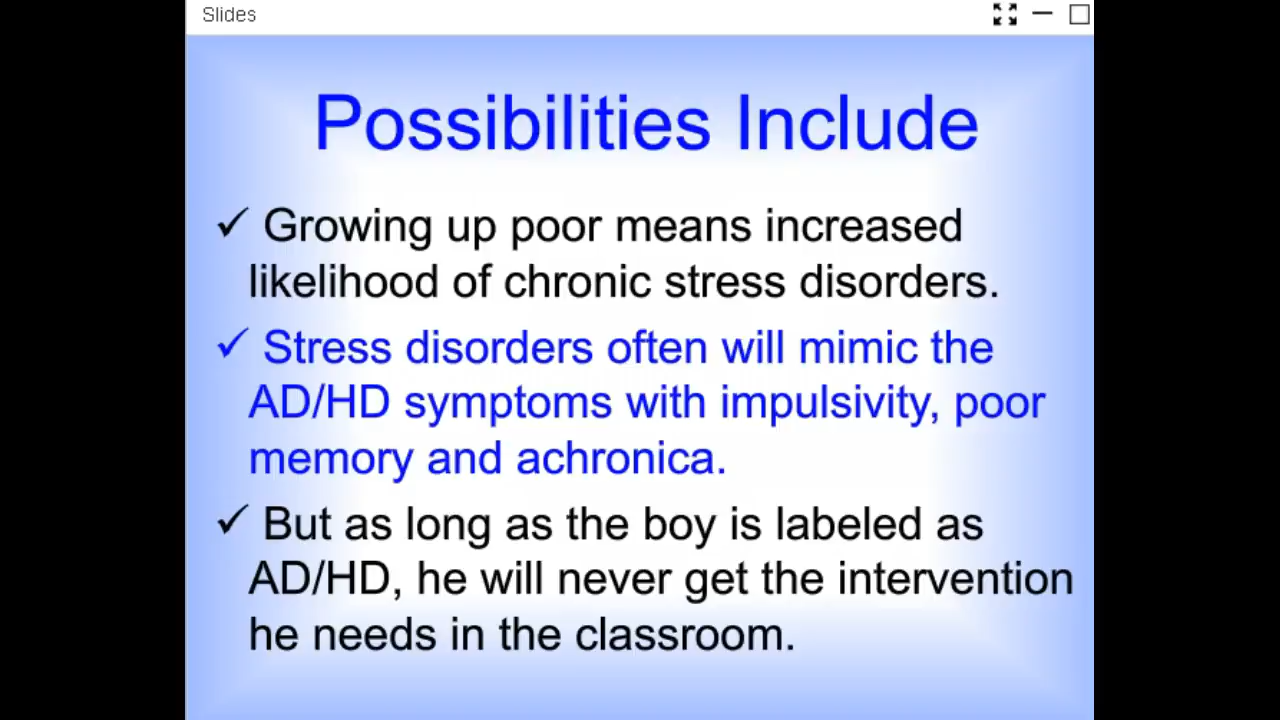 Slides
Possibilities Include
✓ Growing up poor means increased
likelihood of chronic stress disorders.
✓ Stress disorders often will mimic the
AD/HD symptoms with impulsivity, poor
memory and achronica.
✓ But as long as the boy is labeled as
AD/HD, he will never get the intervention
he needs in the classroom.